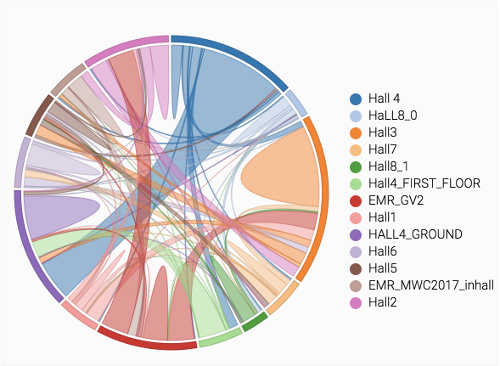 Hall 4
HaLL8_0
Hall3
Hall7
Hall8_1
Hall4_FIRST_FLOOR
EMR_GV2
Hall1
HALL4_GROUND
Hall6
Hall5
EMR_MWC2017_inhall
Hall2